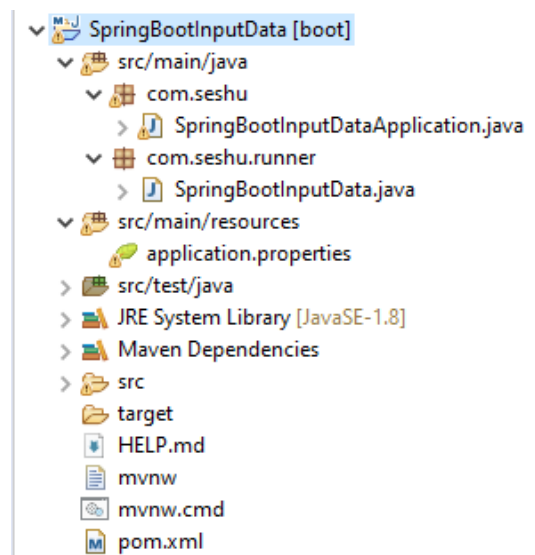 SpringBootInputData [boot]
src/main/java
com.seshu
SpringBootInputDataApplication.java
com.seshu.runner
SpringBootInputData.java
src/main/resources
application.properties
src/test/java
JRE System Library [JavaSE-1.8]
Maven Dependencies
src
target
HELP.md
mvnw
mvnw.cmd
pom.xml